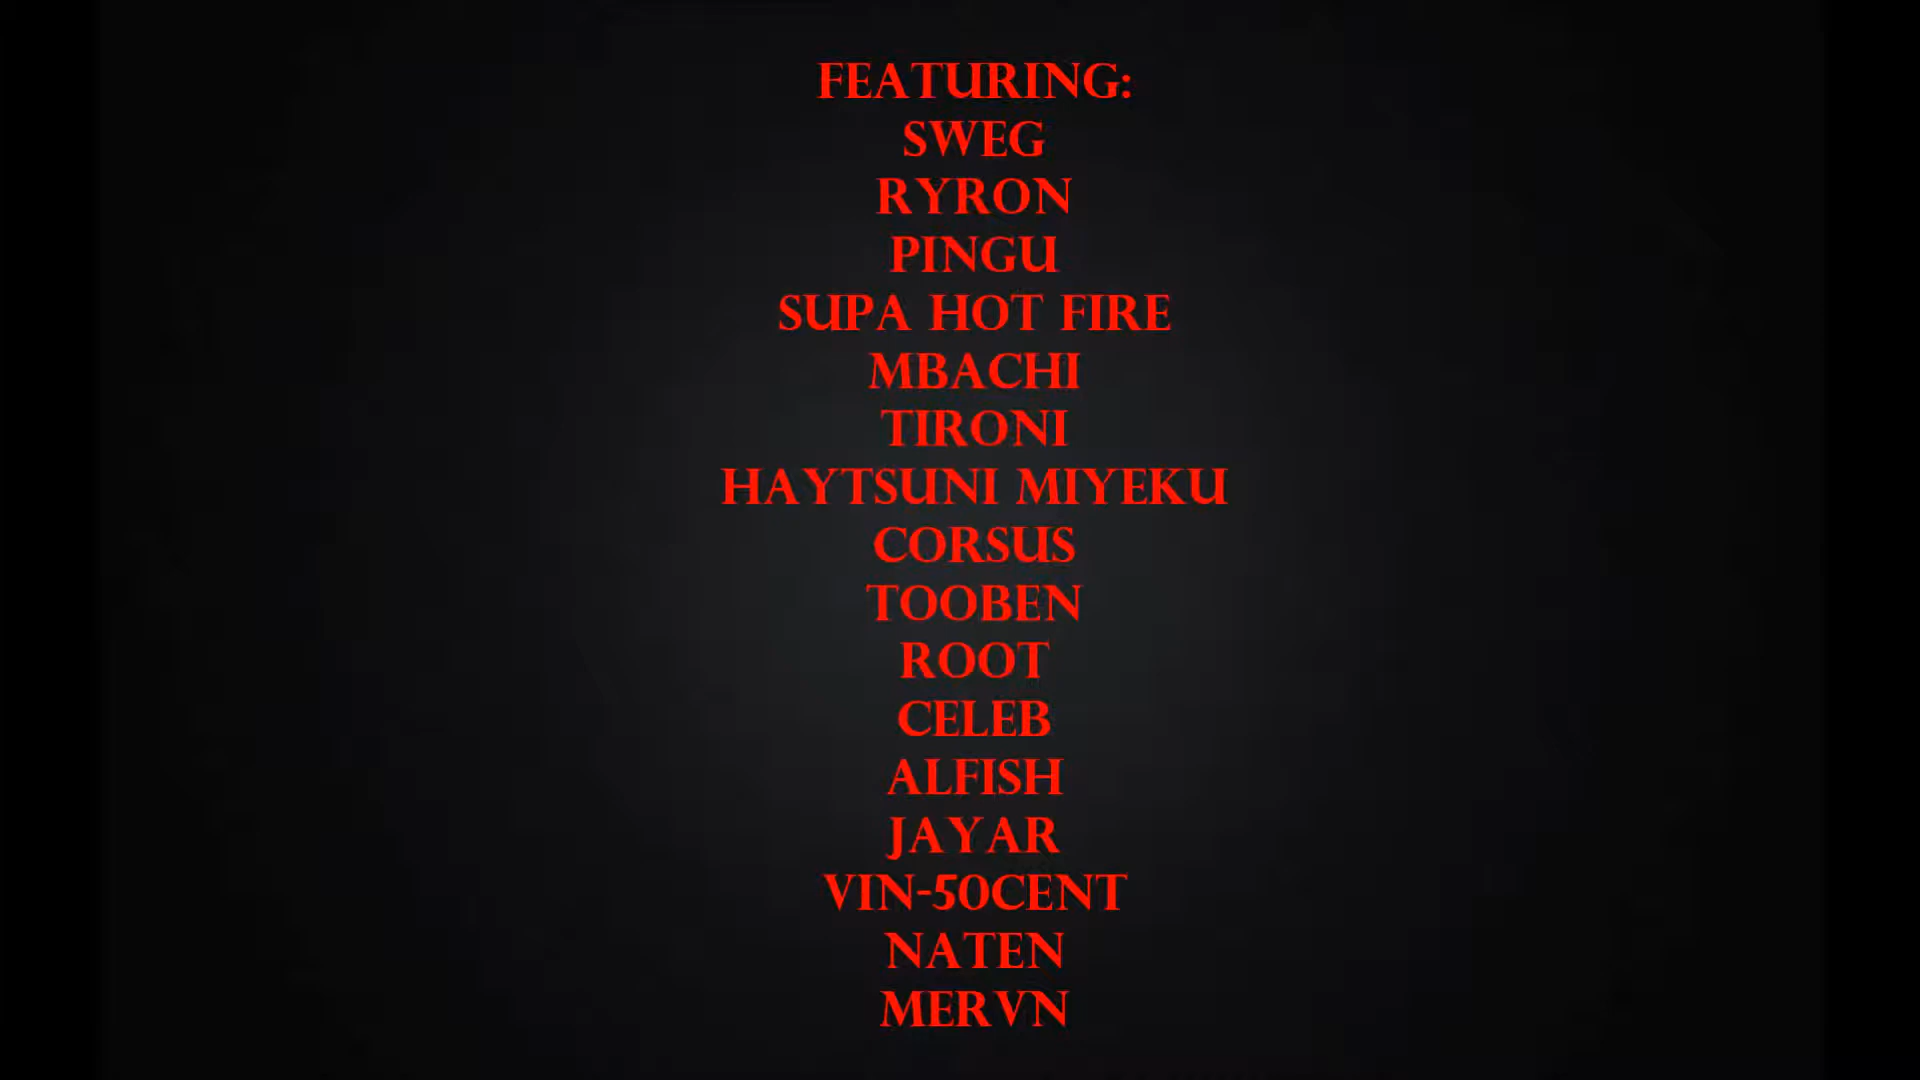 FEATURING:
SWEG
RYRON
PINGU
SUPA HOT FIRE
MBACHI
TIRONI
HAYTSUNI MIYEKU
CORSUS
TOOBEN
ROOT
CELEB
ALFISH
JAYAR
VIN-50CENT
NATEN
MERVN